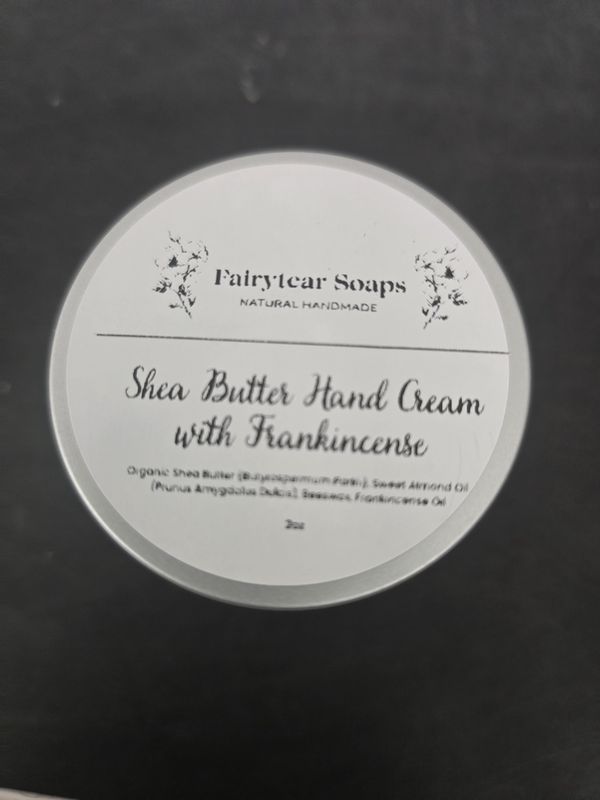 Fairytear Soaps
NATURAL HANDMADE
Shea Butter Hand Cream
with Frankincense
Organic Shea Butter (Butyrospermum Parkii), Sweet Almond Oil
(Prunus Amygdalus Dulcis), Beeswax, Frankincense Oil
2oz